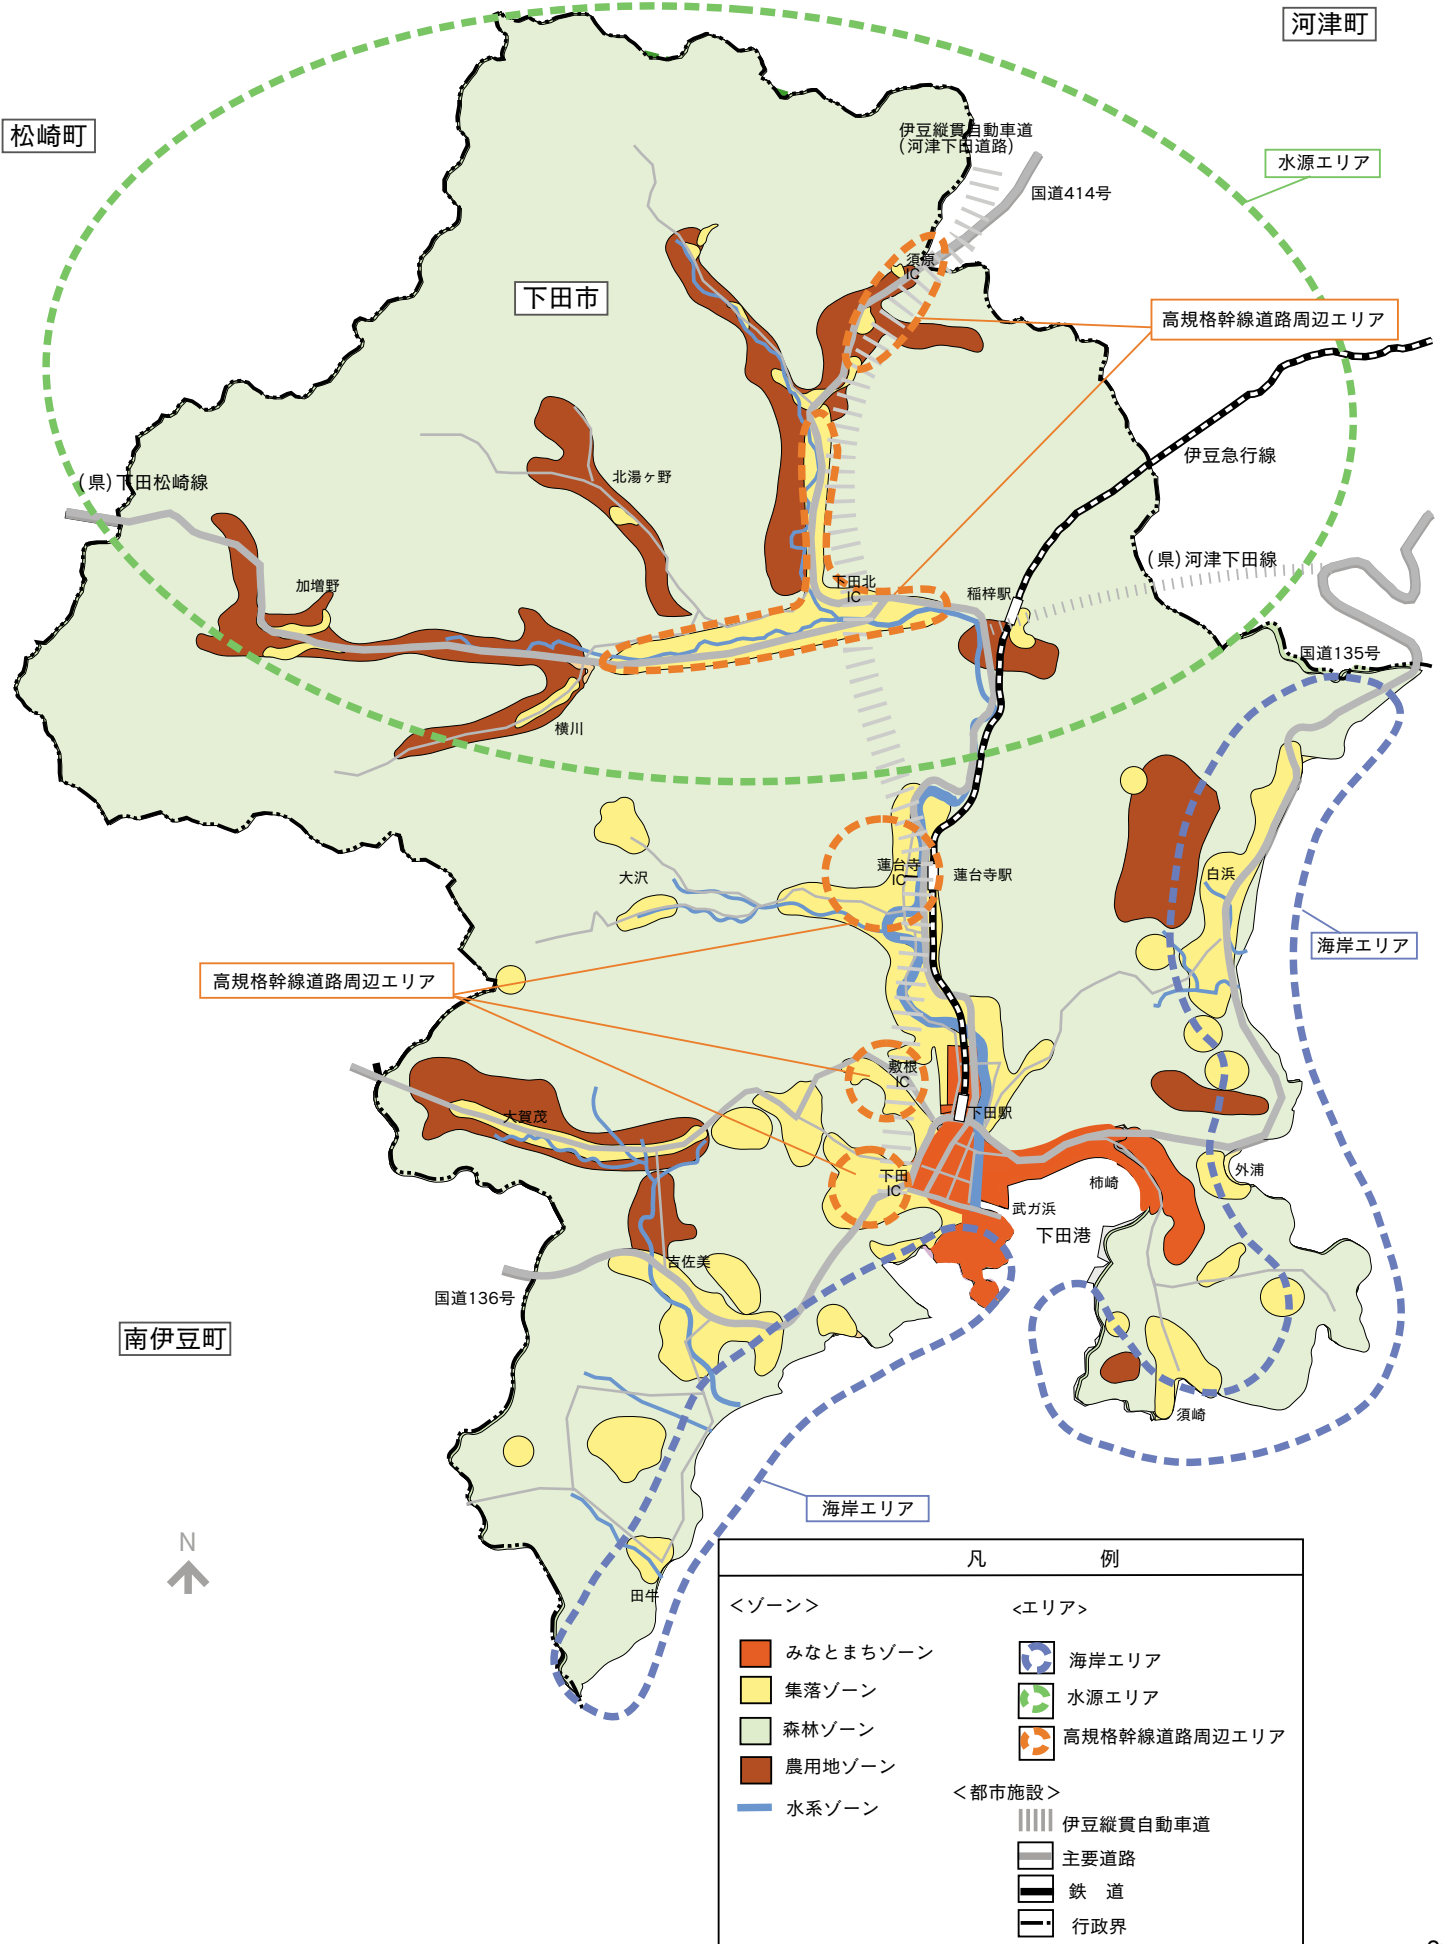 河津町
松崎町
伊豆縦貫自動車道
(河津下田道路)
水源エリア
国道414号
須原
IC
下田市
高規格幹線道路周辺エリア
伊豆急行線
(県)下田松崎線
北湯ヶ野
(県)河津下田線
加増野
下田北
IC
稲梓駅
国道135号
横川
蓮台寺
IC
蓮台寺駅
大沢
白浜
海岸エリア
高規格幹線道路周辺エリア
敷根
IC
大賀茂
下田駅
下田
IC
外浦
柿崎
武ガ浜
下田港
吉佐美
国道136号
南伊豆町
須崎
海岸エリア
N
田牛
凡 例
<ゾーン>
みなとまちゾーン
集落ゾーン
森林ゾーン
農用地ゾーン
水系ゾーン
<エリア>
海岸エリア
水源エリア
高規格幹線道路周辺エリア
<都市施設>
伊豆縦貫自動車道
主要道路
鉄 道
行政界